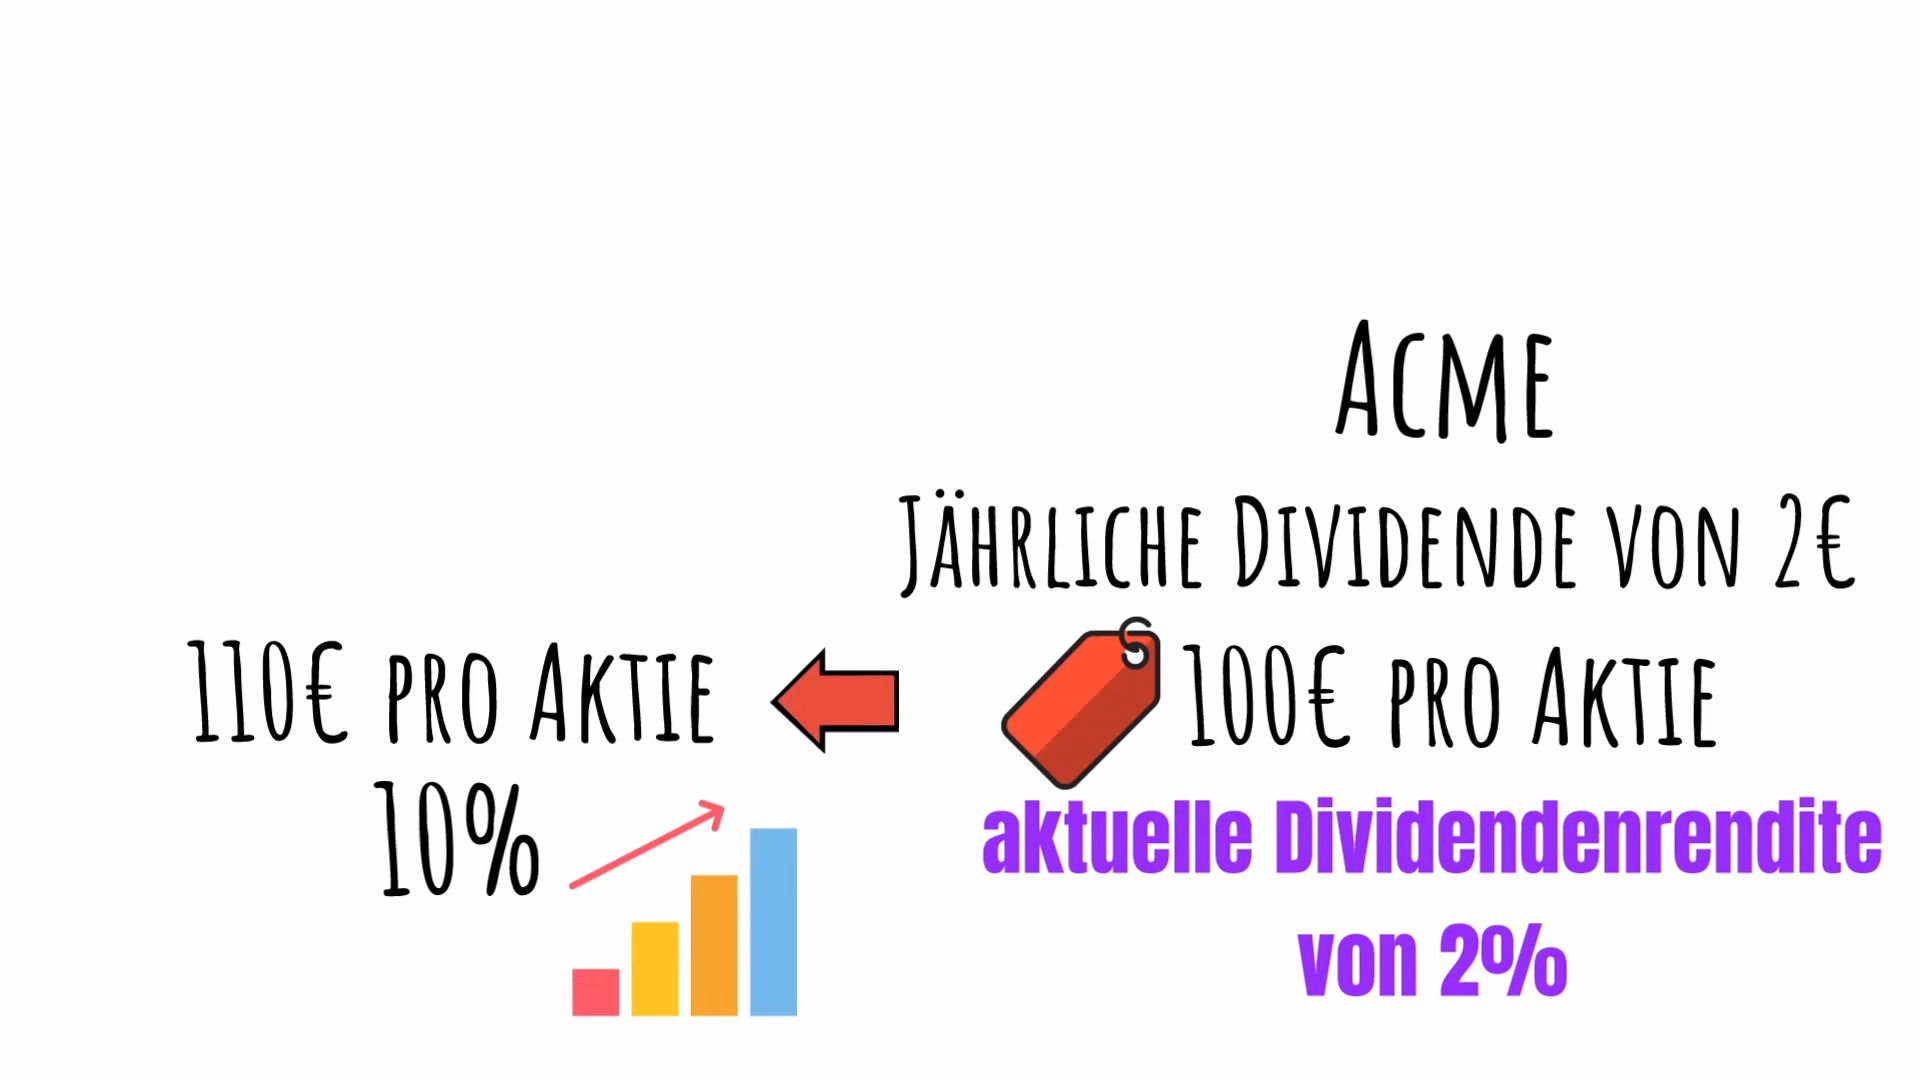 Acme
Jährliche Dividende von 2€
110€ pro Aktie
100€ pro Aktie
10%
aktuelle Dividendenrendite
von 2%